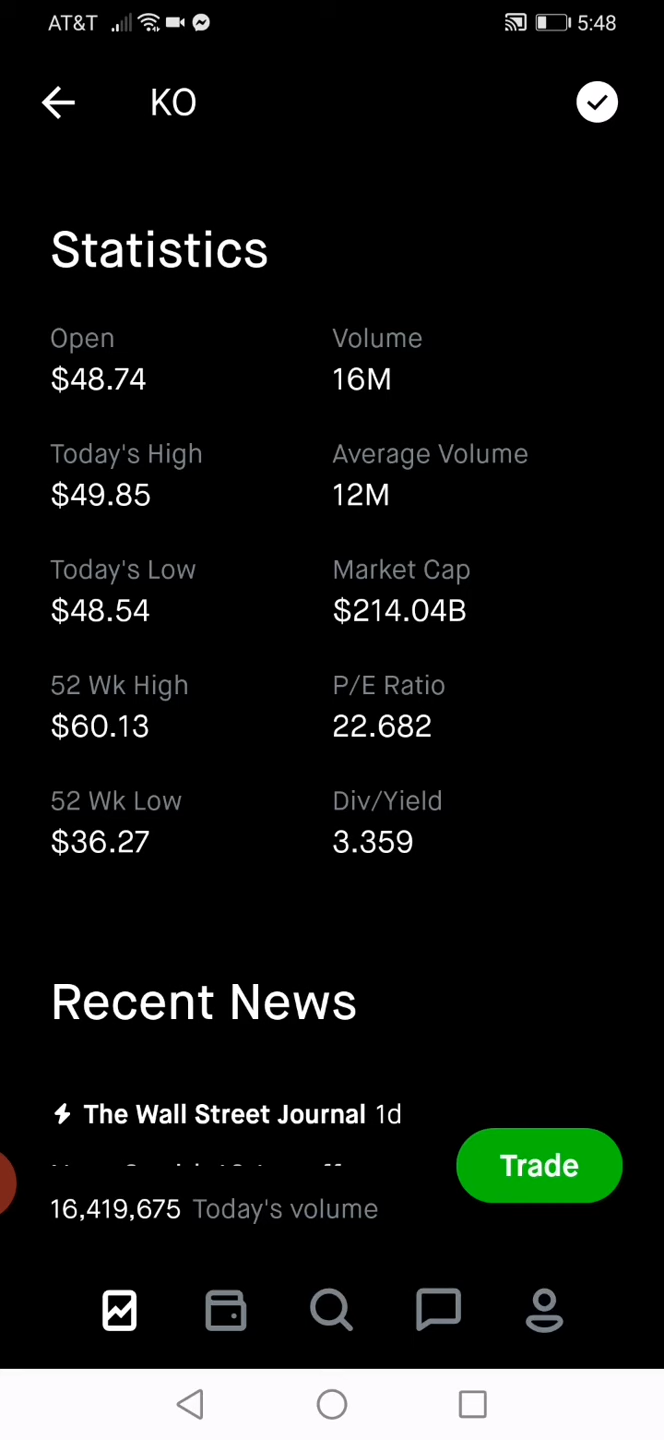 AT&T 5:48
KO
Statistics
Open Volume
$48.74 16M
Today's High Average Volume
$49.85 12M
Today's Low Market Cap
$48.54 $214.04B
52 Wk High P/E Ratio
$60.13 22.682
52 Wk Low Div/Yield
$36.27 3.359
Recent News
The Wall Street Journal 1d
Trade
16,419,675 Today's volume